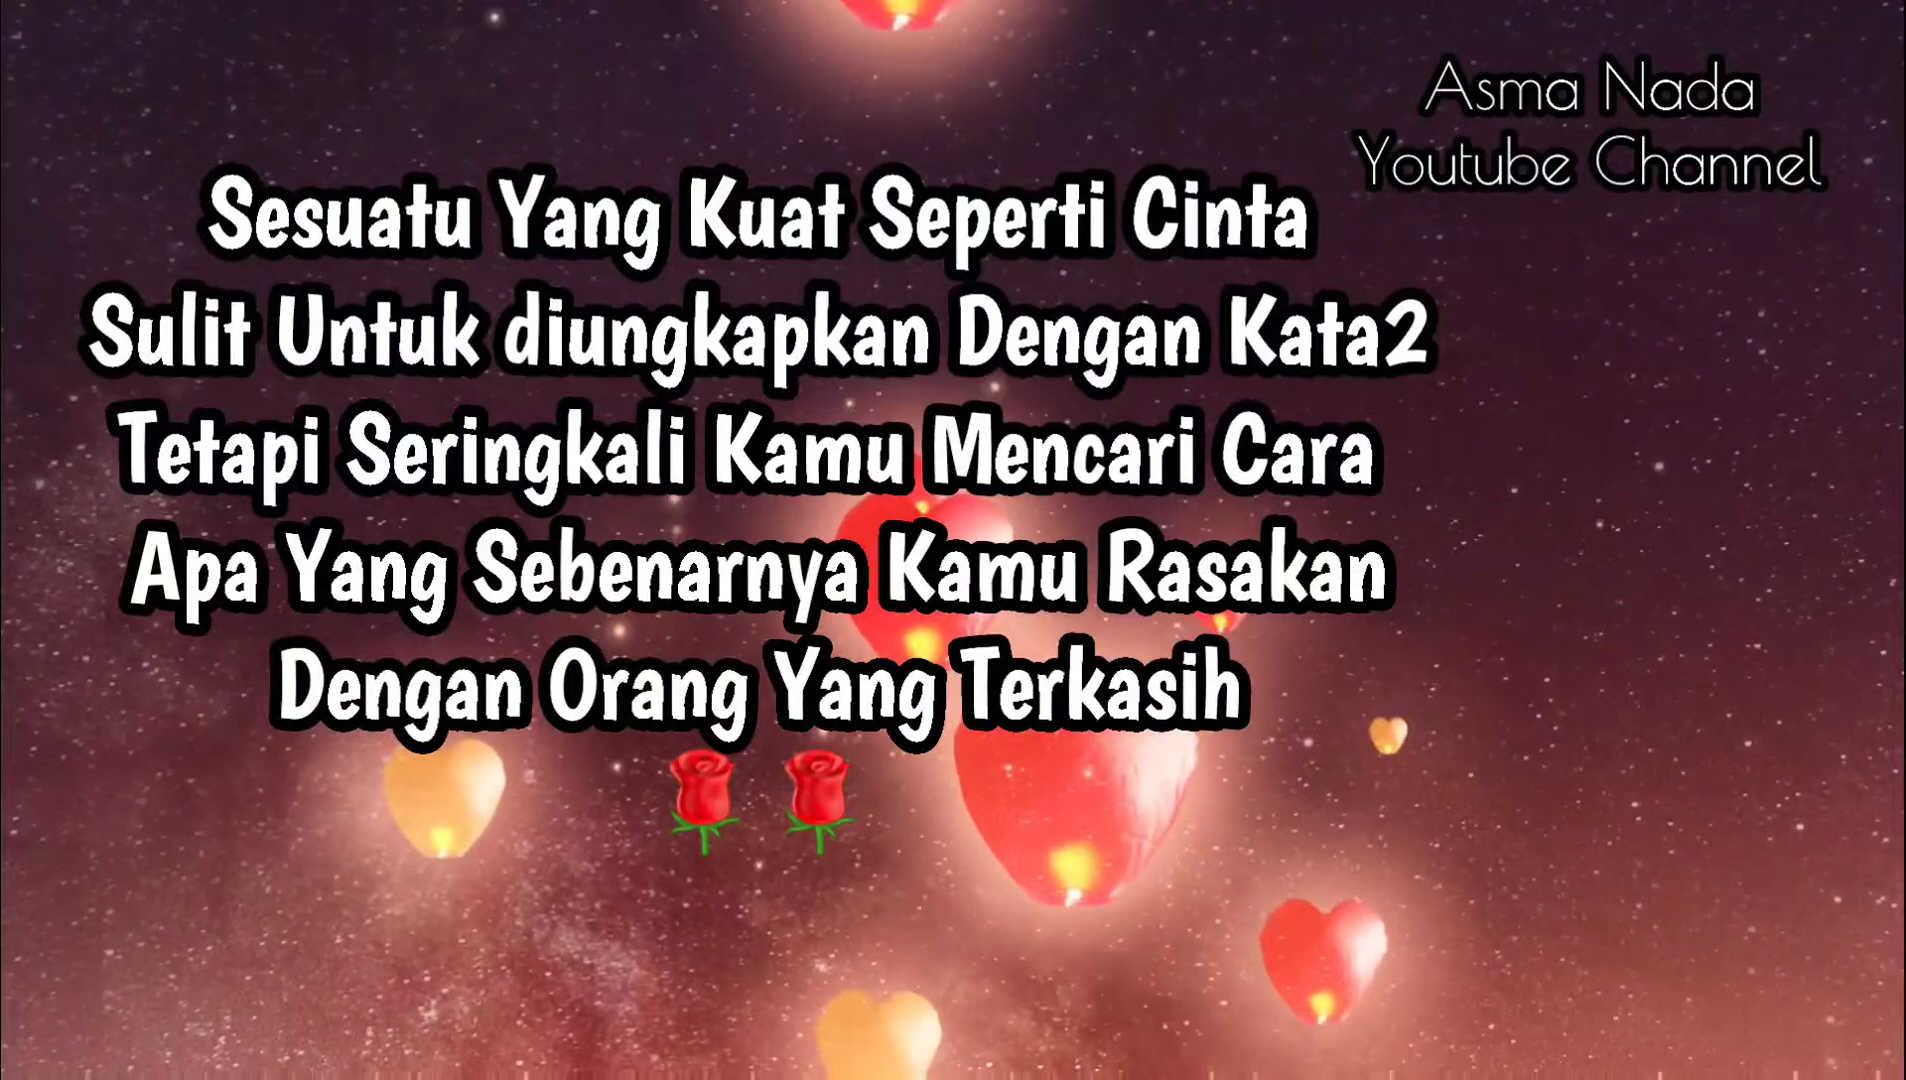 Asma Nada
Youtube Channel
Sesuatu Yang Kuat Seperti Cinta
Sulit Untuk diungkapkan Dengan Kata2
Tetapi Seringkali Kamu Mencari Cara
Apa Yang Sebenarnya Kamu Rasakan
Dengan Orang Yang Terkasih